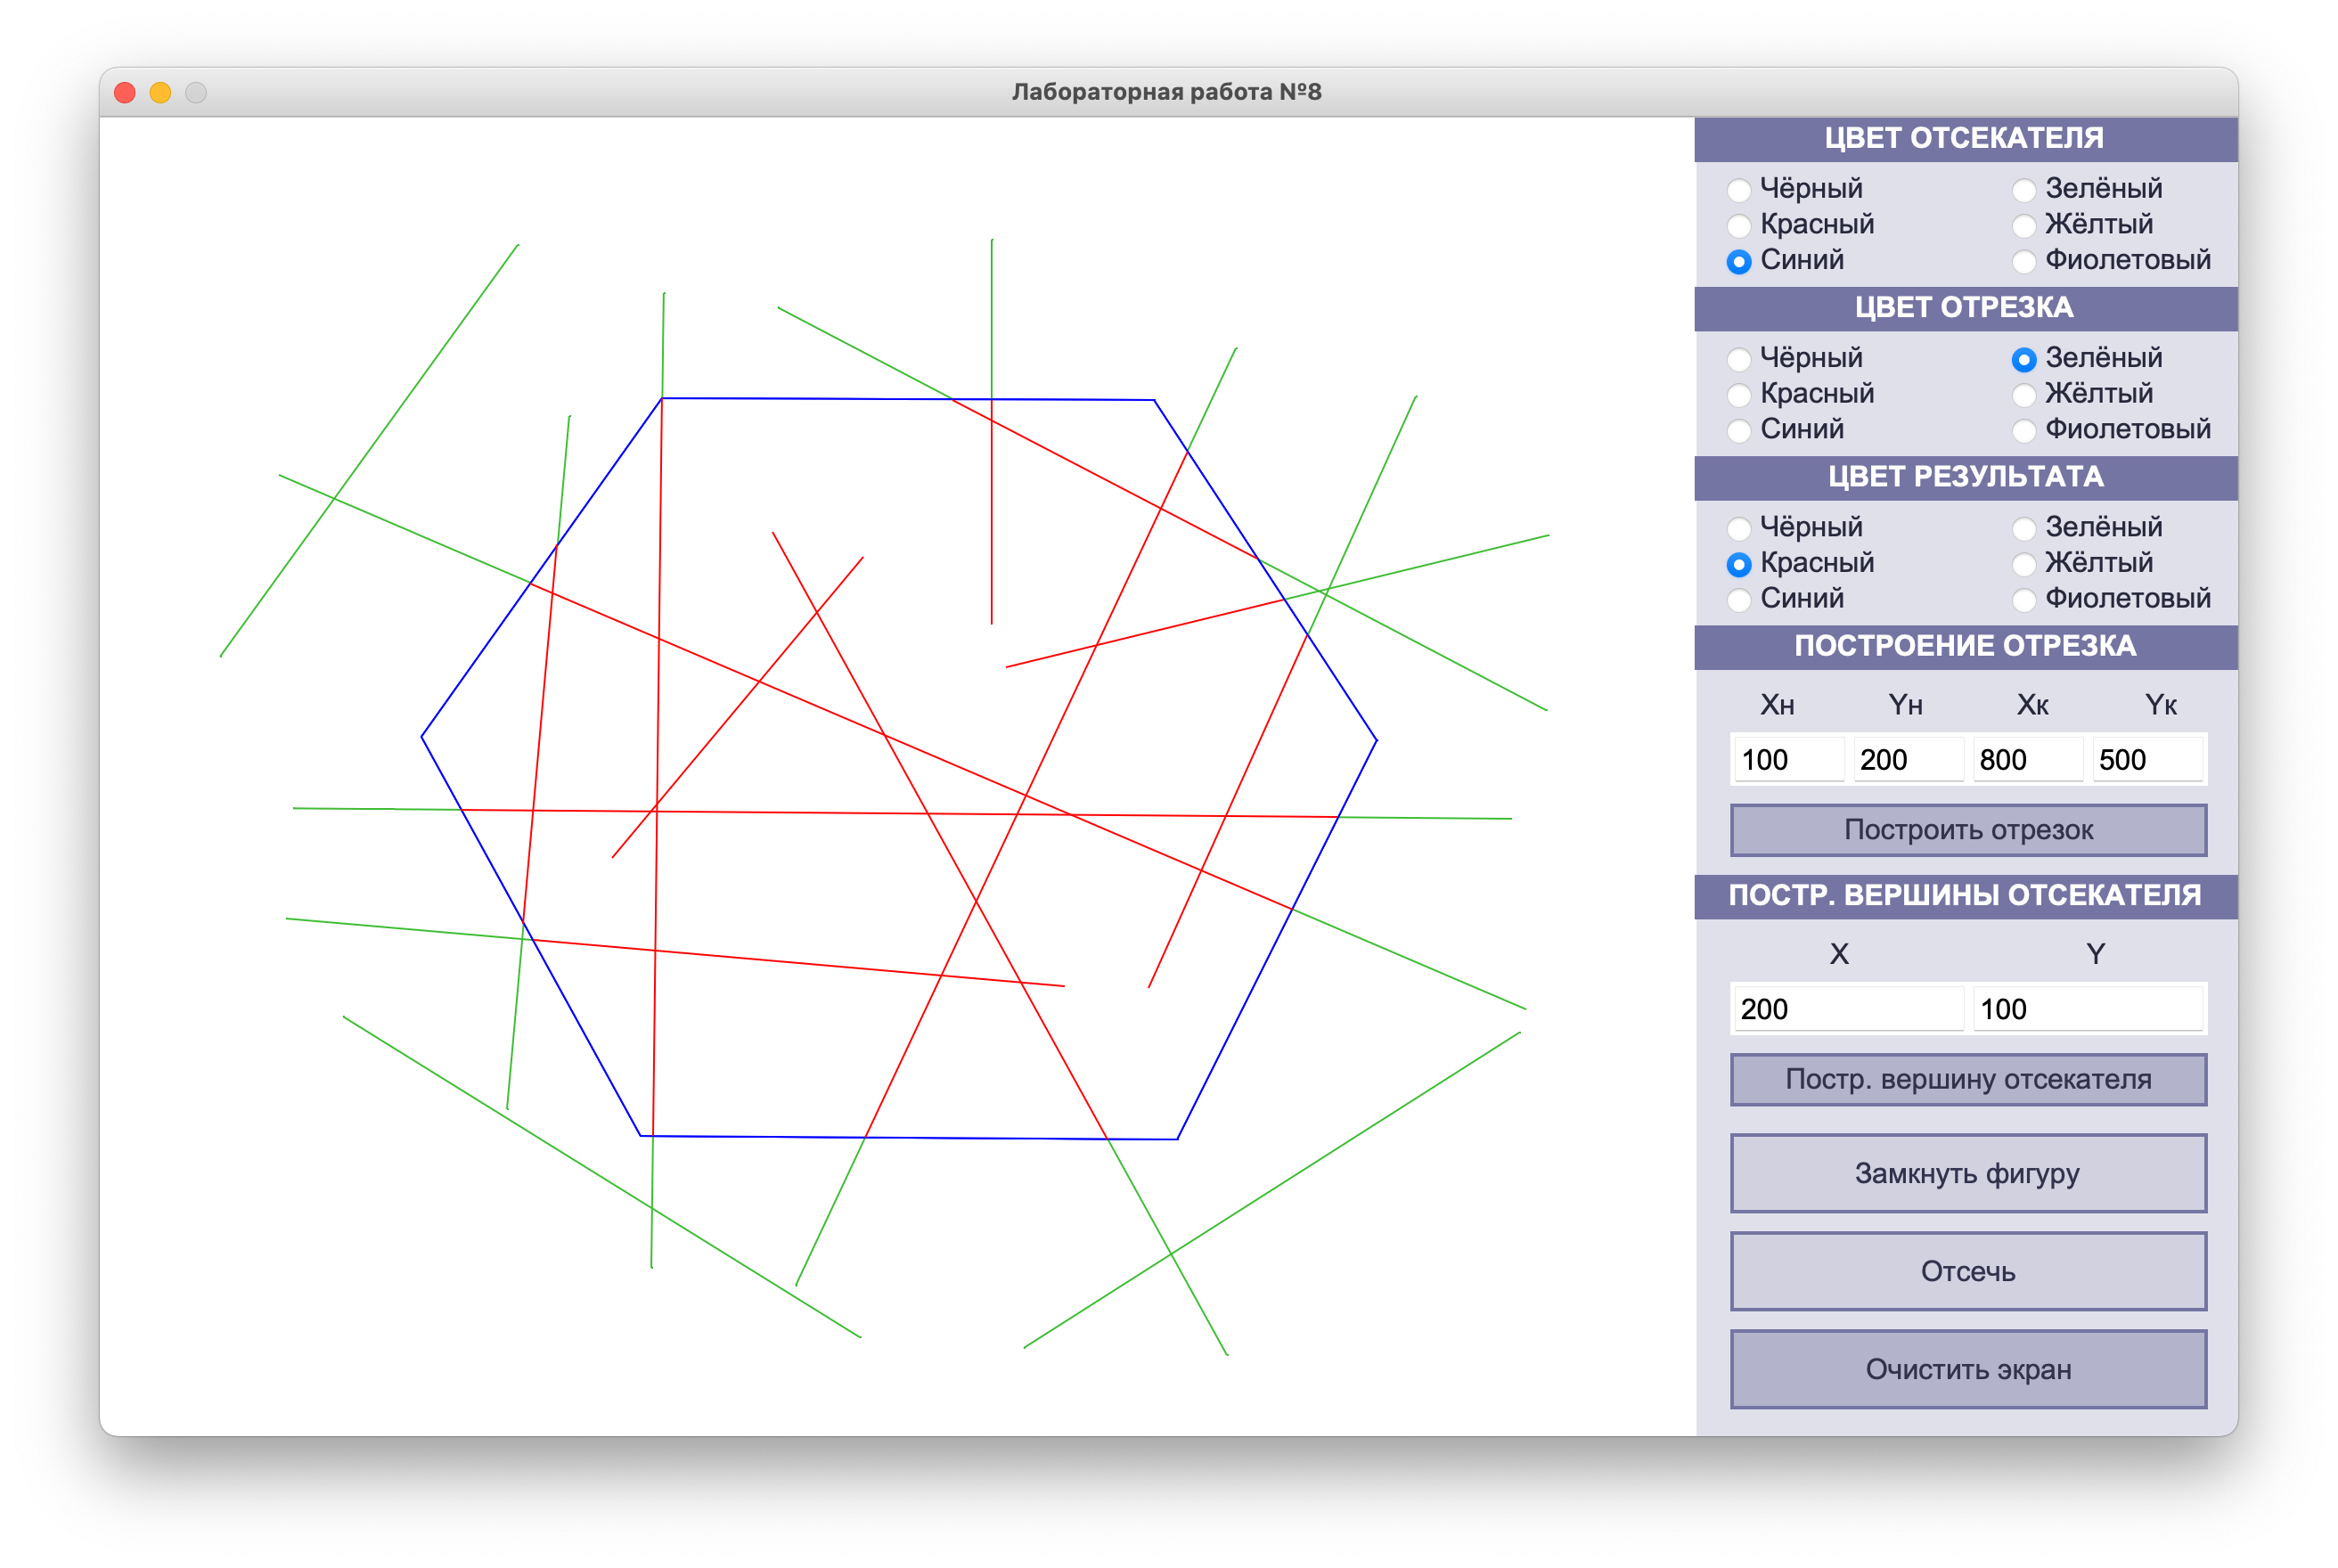 Лабораторная работа №8
ЦВЕТ ОТСЕКАТЕЛЯ
Чёрный Зелёный
Красный Жёлтый
Синий Фиолетовый
ЦВЕТ ОТРЕЗКА
Чёрный Зелёный
Красный Жёлтый
Синий Фиолетовый
ЦВЕТ РЕЗУЛЬТАТА
Чёрный Зелёный
Красный Жёлтый
Синий Фиолетовый
ПОСТРОЕНИЕ ОТРЕЗКА
Xн Yн Xк Yк
100 200 800 500
Построить отрезок
ПОСТР. ВЕРШИНЫ ОТСЕКАТЕЛЯ
X Y
200 100
Постр. вершину отсекателя
Замкнуть фигуру
Отсечь
Очистить экран